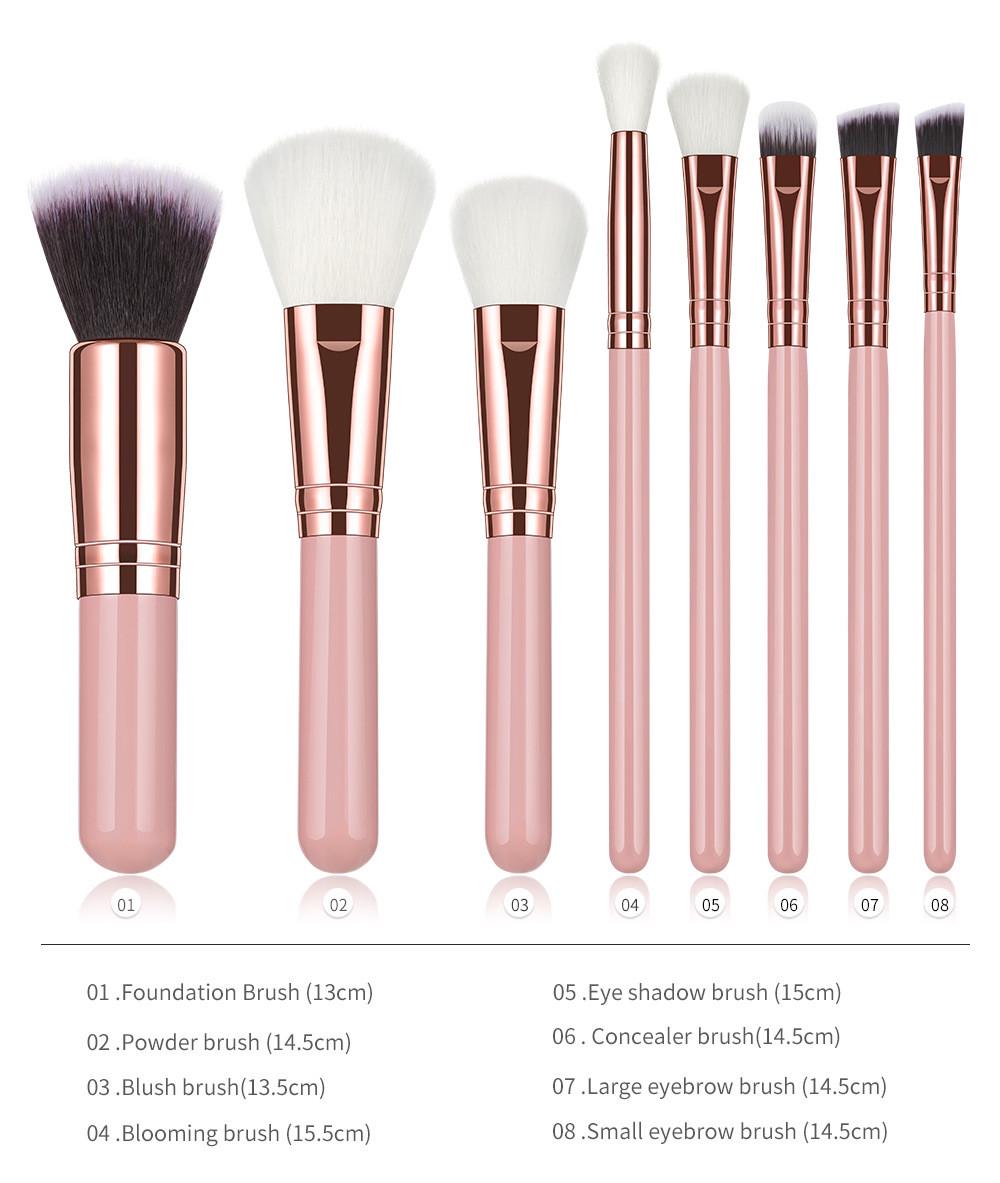 01
02
03
04
05
06
07
08
01 .Foundation Brush (13cm)
02 .Powder brush (14.5cm)
03 .Blush brush(13.5cm)
04 .Blooming brush (15.5cm)
05 .Eye shadow brush (15cm)
06 . Concealer brush(14.5cm)
07 .Large eyebrow brush (14.5cm)
08 .Small eyebrow brush (14.5cm)